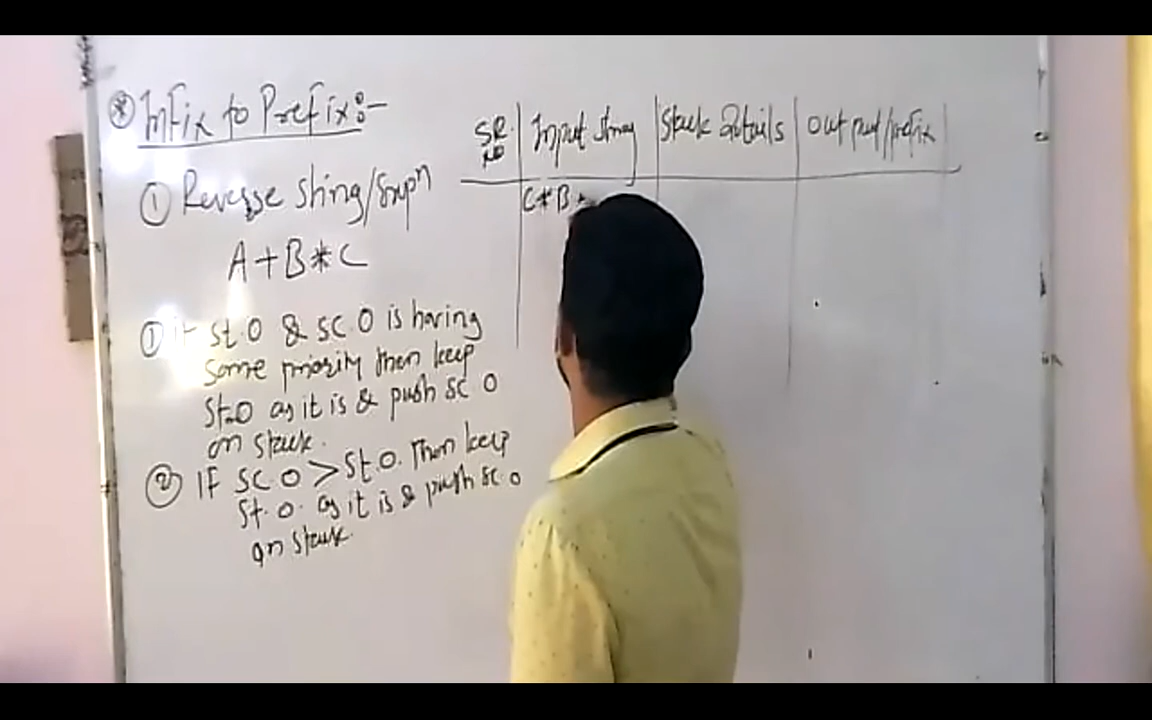 * Infix to Prefix:-
① Reverse String/Expn
A+B*C
① If st.O & sc.O is having
same priority then keep
st.O as it is & push sc O
on stack.
② IF sc.O > st.O. Then keep
st.O. as it is & push sc.O
on stack.
SR. No
Input string
Stack Details
Output/prefix
C*B+